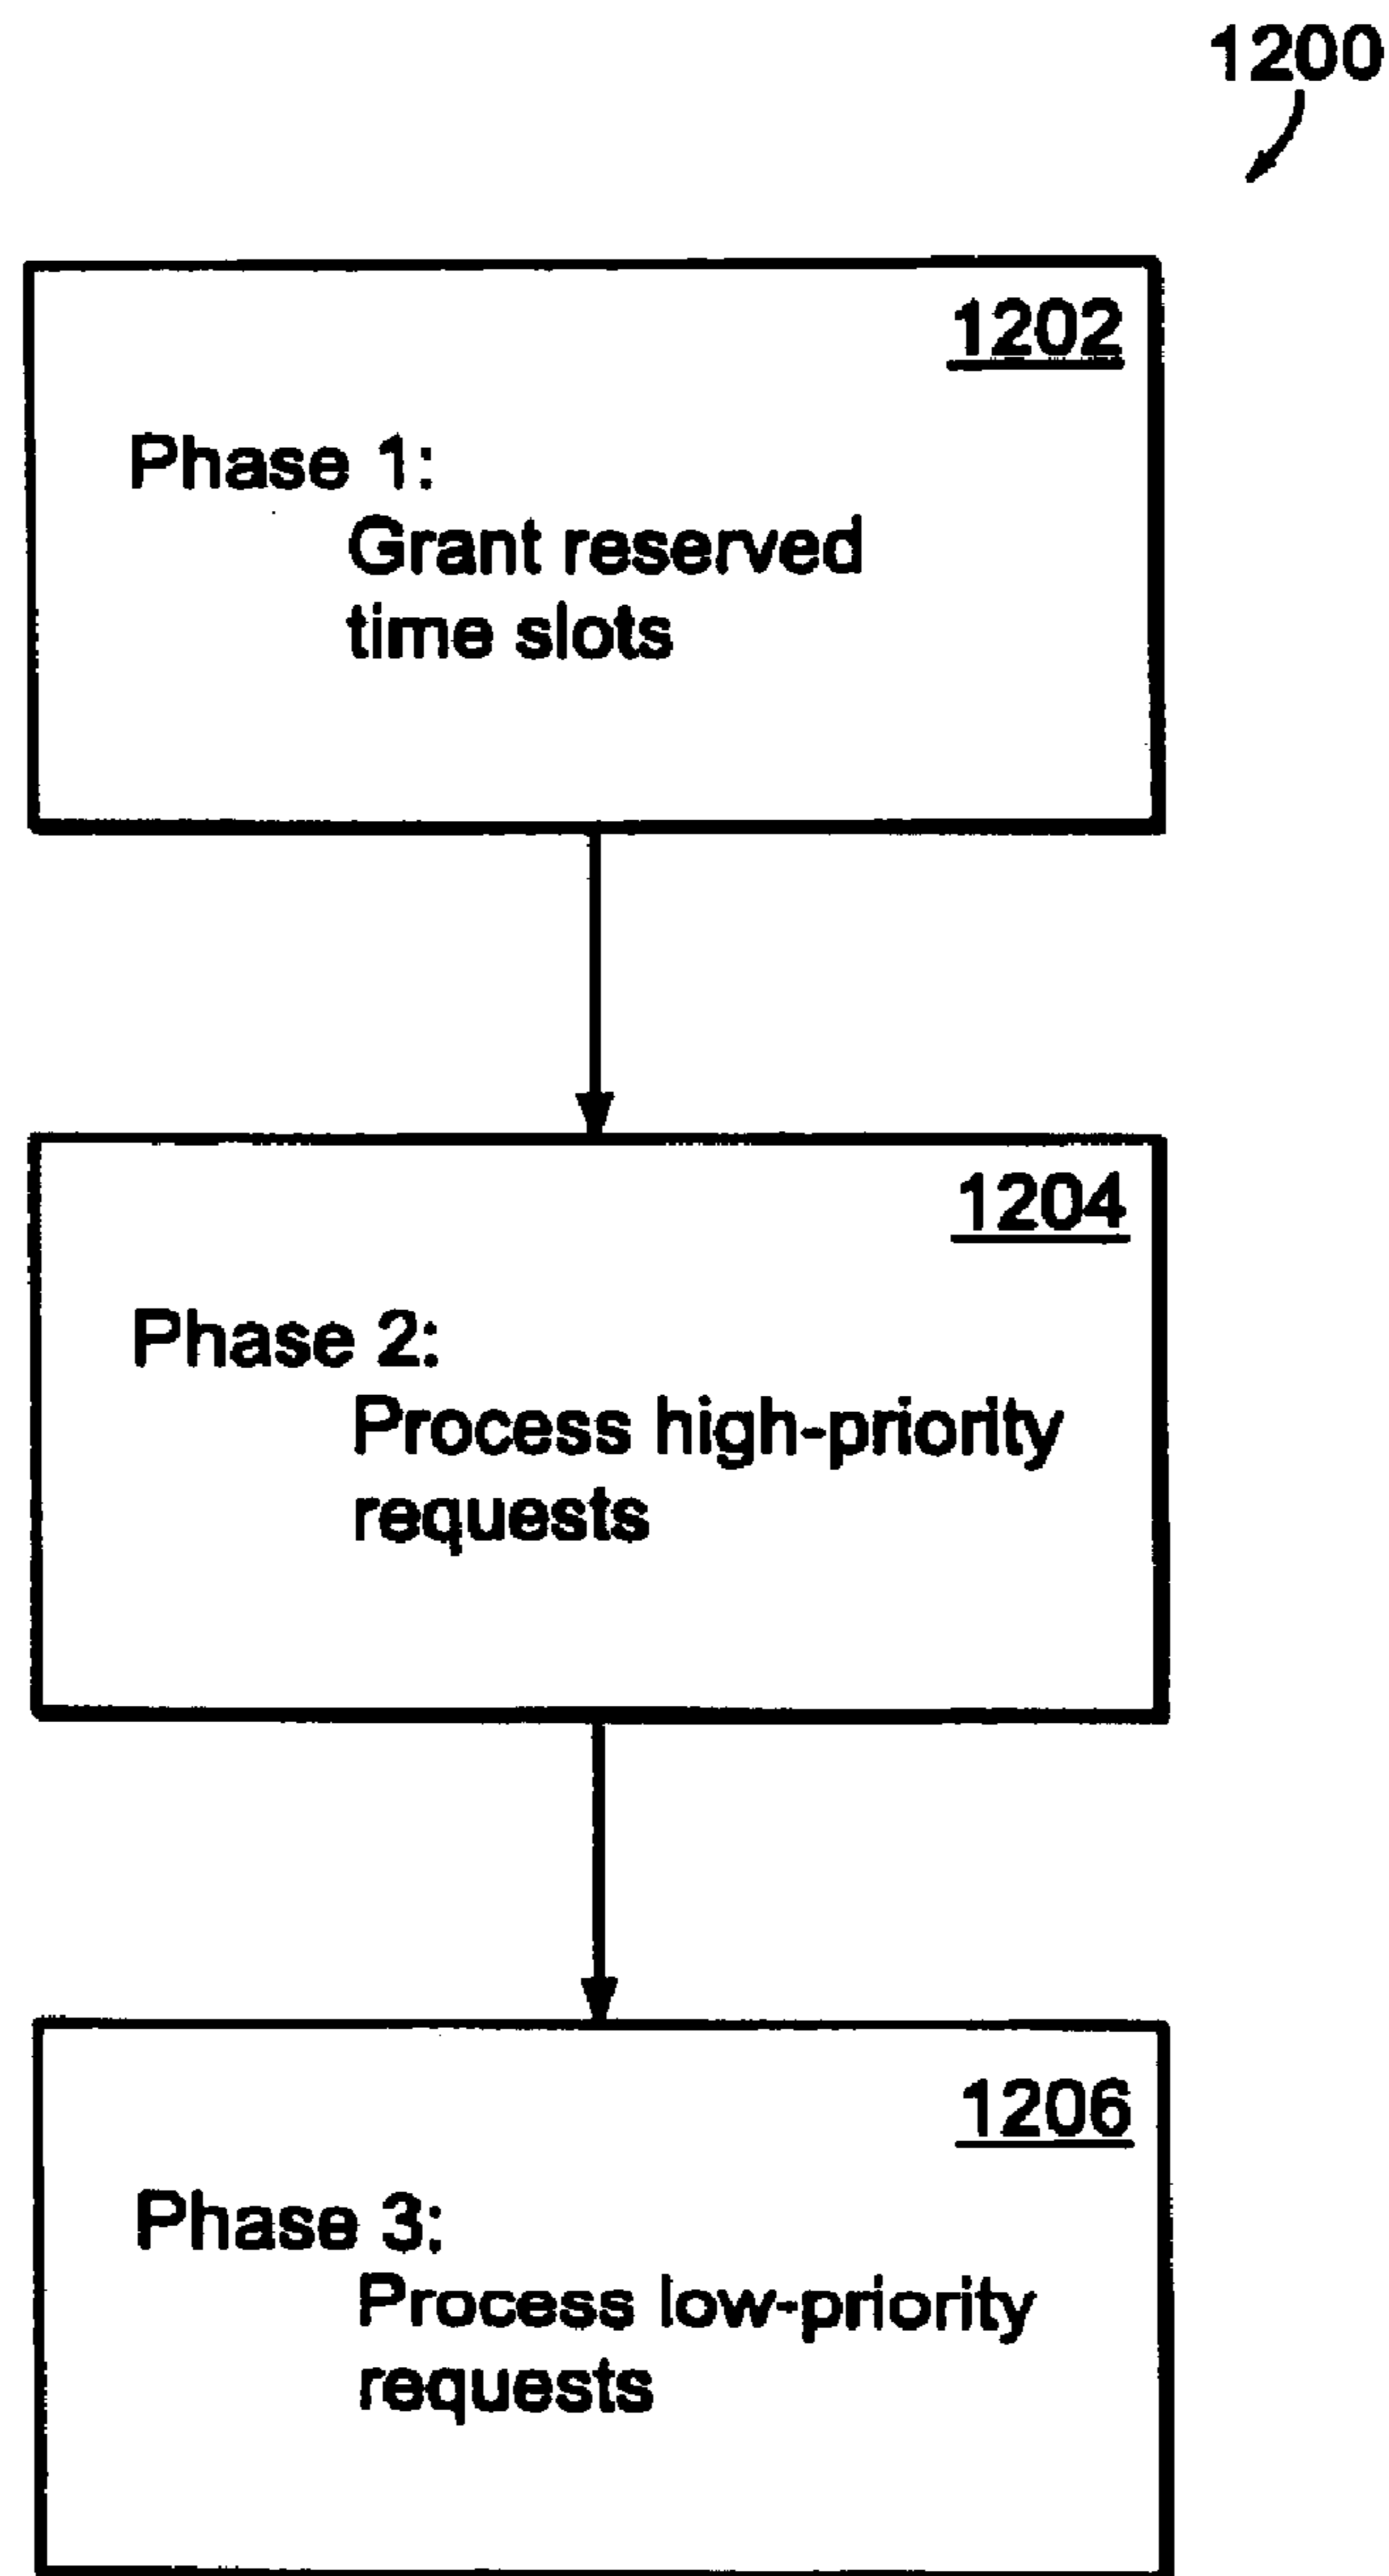 1200
1202
Phase 1:
Grant reserved
time slots
1204
Phase 2:
Process high-priority
requests
1206
Phase 3:
Process low-priority
requests